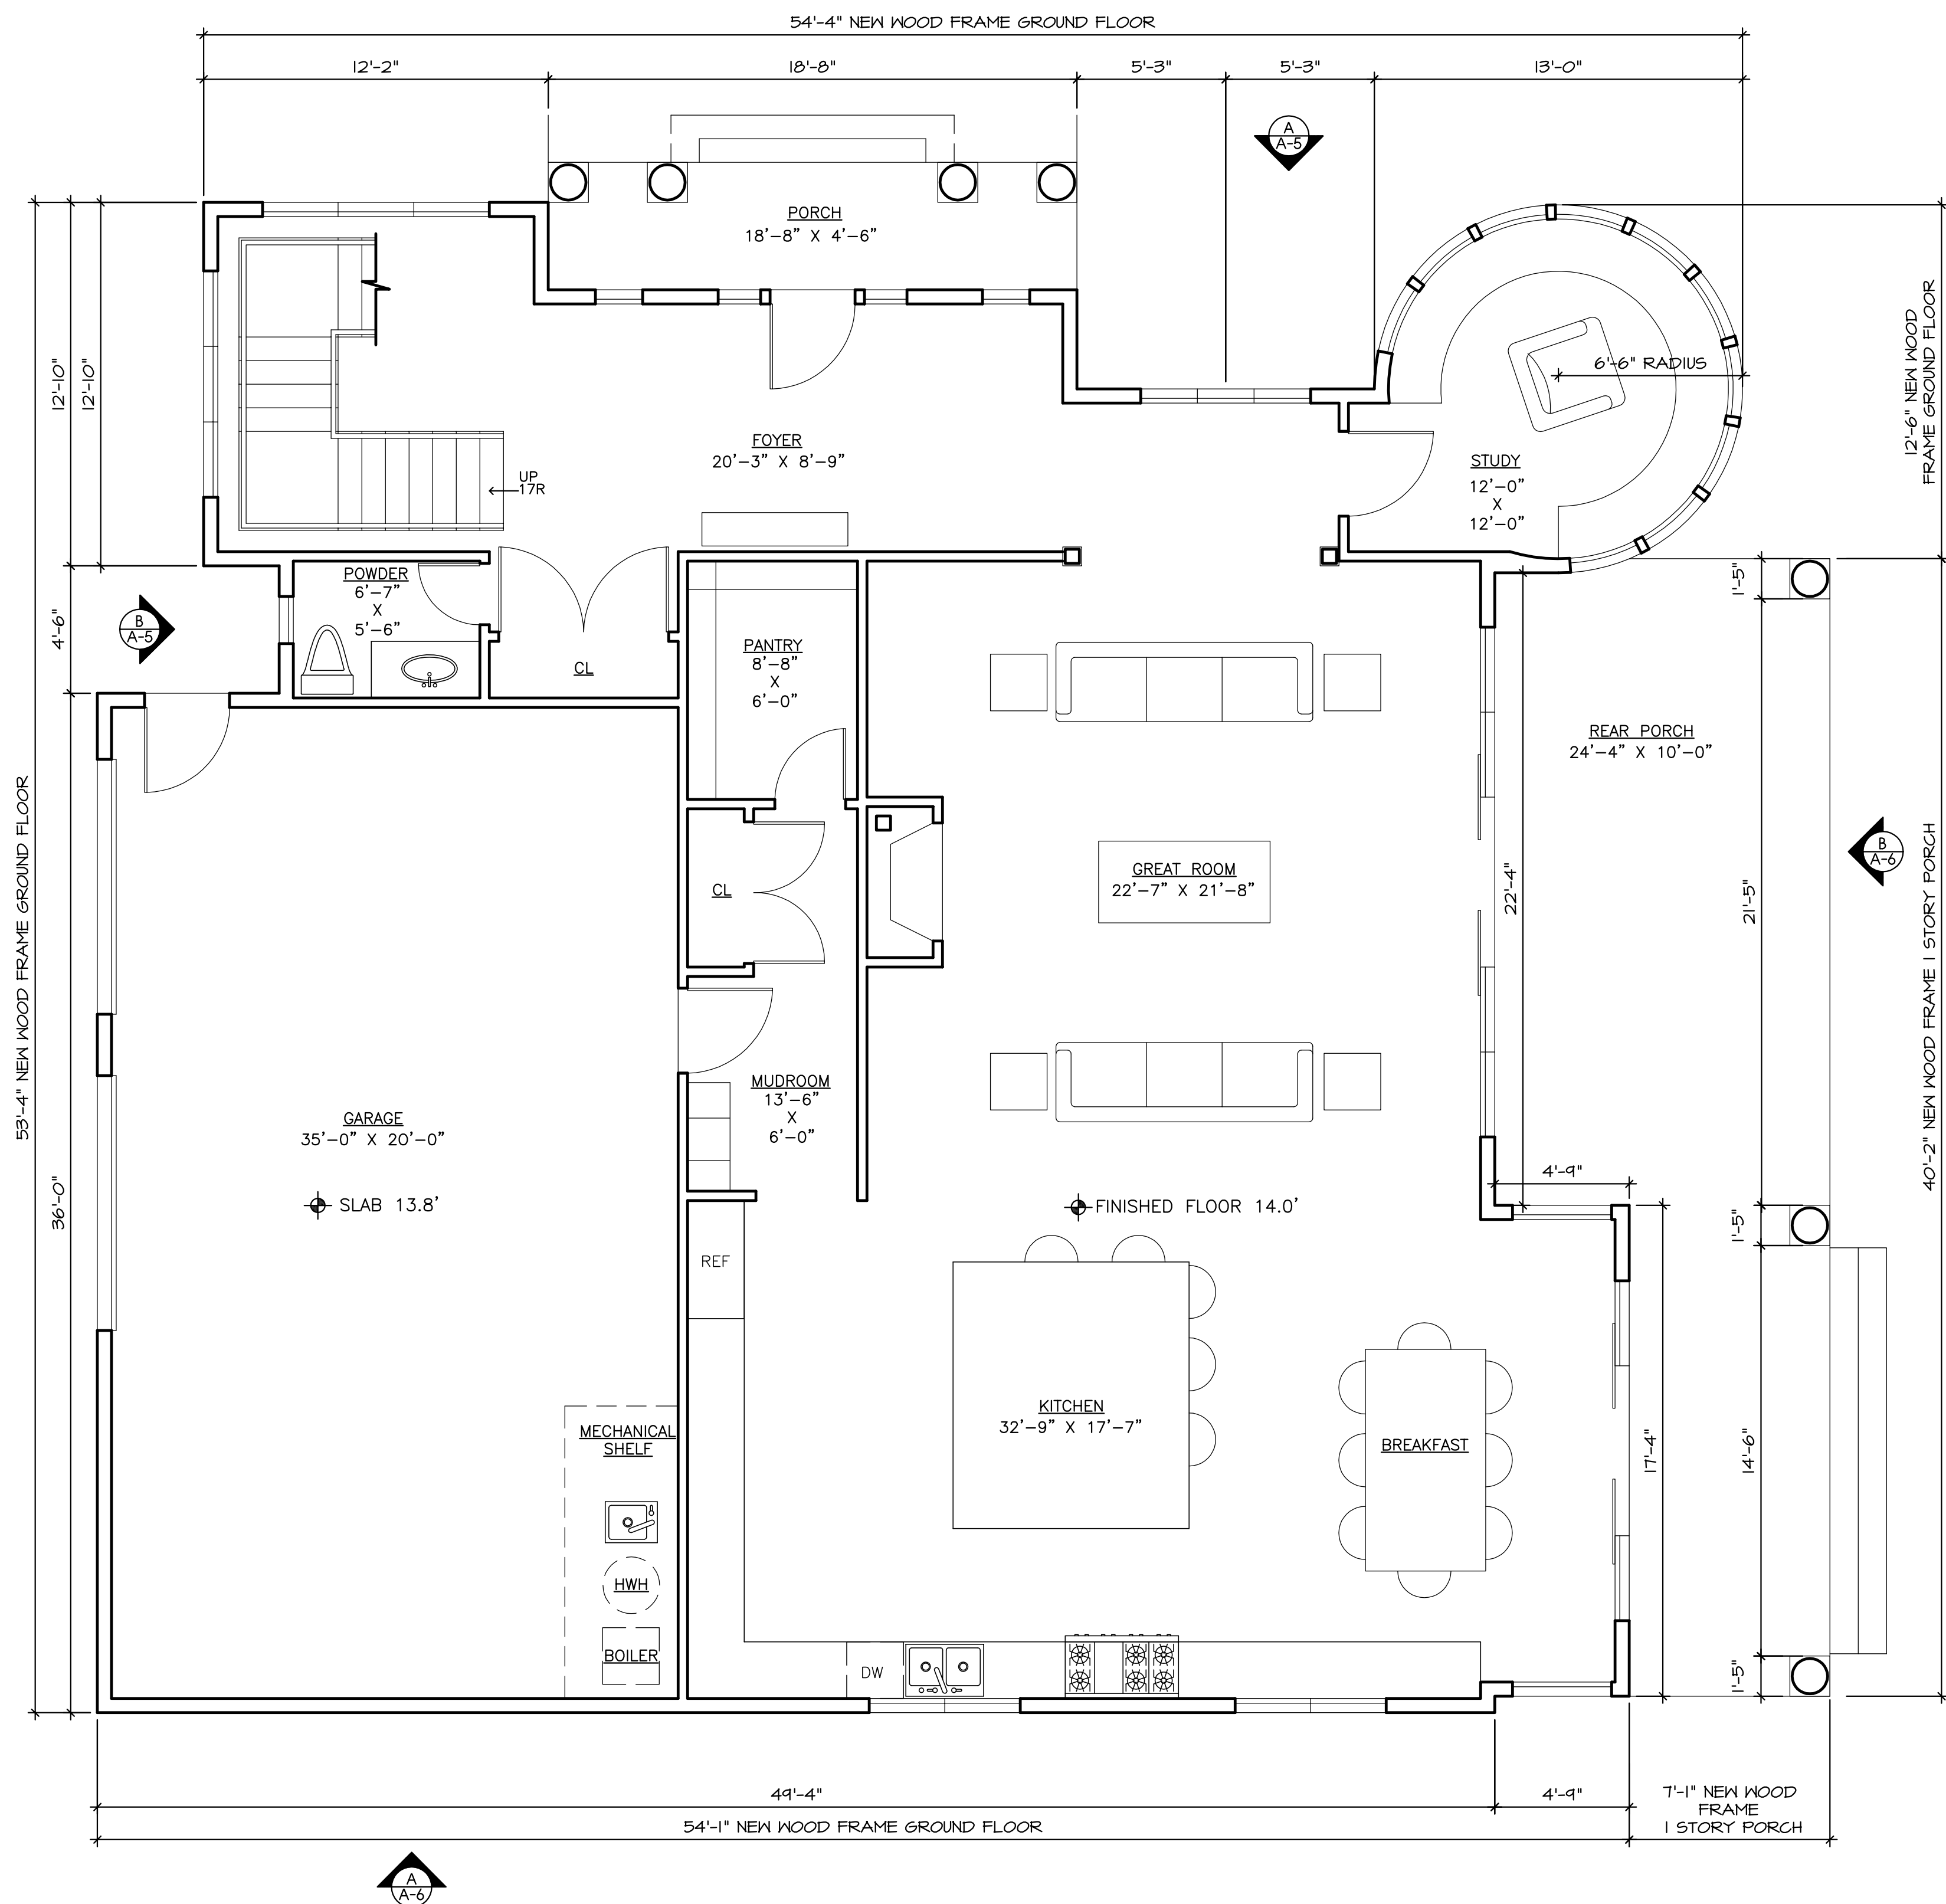 54'-4" NEW WOOD FRAME GROUND FLOOR
12'-2"
18'-8"
5'-3"
5'-3"
13'-0"
A
A-5
PORCH
18'-8" X 4'-6"
6'-6" RADIUS
12'-6" NEW WOOD
FRAME GROUND FLOOR
12'-10"
12'-10"
FOYER
20'-3" X 8'-9"
STUDY
12'-0"
X
12'-0"
UP
17R
POWDER
6'-7"
X
5'-6"
B
A-5
4'-6"
CL
PANTRY
8'-8"
X
6'-0"
1'-5"
REAR PORCH
24'-4" X 10'-0"
53'-4" NEW WOOD FRAME GROUND FLOOR
CL
GREAT ROOM
22'-7" X 21'-8"
22'-4"
21'-5"
B
A-6
40'-2" NEW WOOD FRAME 1 STORY PORCH
MUDROOM
13'-6"
X
6'-0"
GARAGE
35'-0" X 20'-0"
36'-0"
SLAB 13.8'
FINISHED FLOOR 14.0'
4'-9"
1'-5"
REF
KITCHEN
32'-9" X 17'-7"
BREAKFAST
MECHANICAL
SHELF
17'-4"
14'-6"
HWH
BOILER
DW
1'-5"
49'-4"
4'-9"
7'-1" NEW WOOD
FRAME
1 STORY PORCH
54'-1" NEW WOOD FRAME GROUND FLOOR
A
A-6